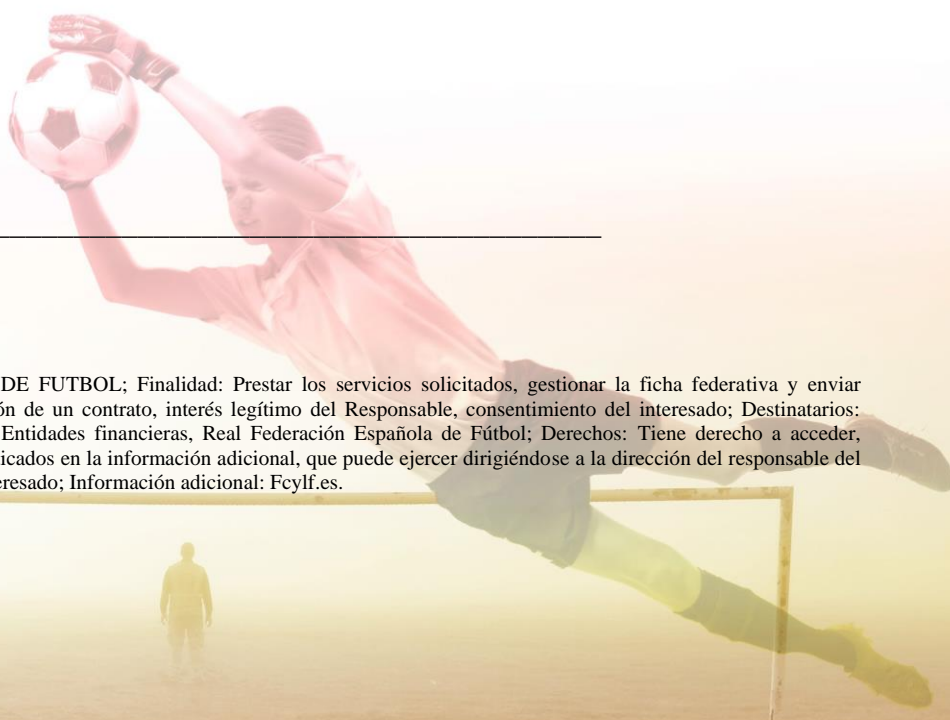 DE FUTBOL; Finalidad: Prestar los servicios solicitados, gestionar la ficha federativa y enviar
ón de un contrato, interés legítimo del Responsable, consentimiento del interesado; Destinatarios:
Entidades financieras, Real Federación Española de Fútbol; Derechos: Tiene derecho a acceder,
icados en la información adicional, que puede ejercer dirigiéndose a la dirección del responsable del
eresado; Información adicional: Fcylf.es.